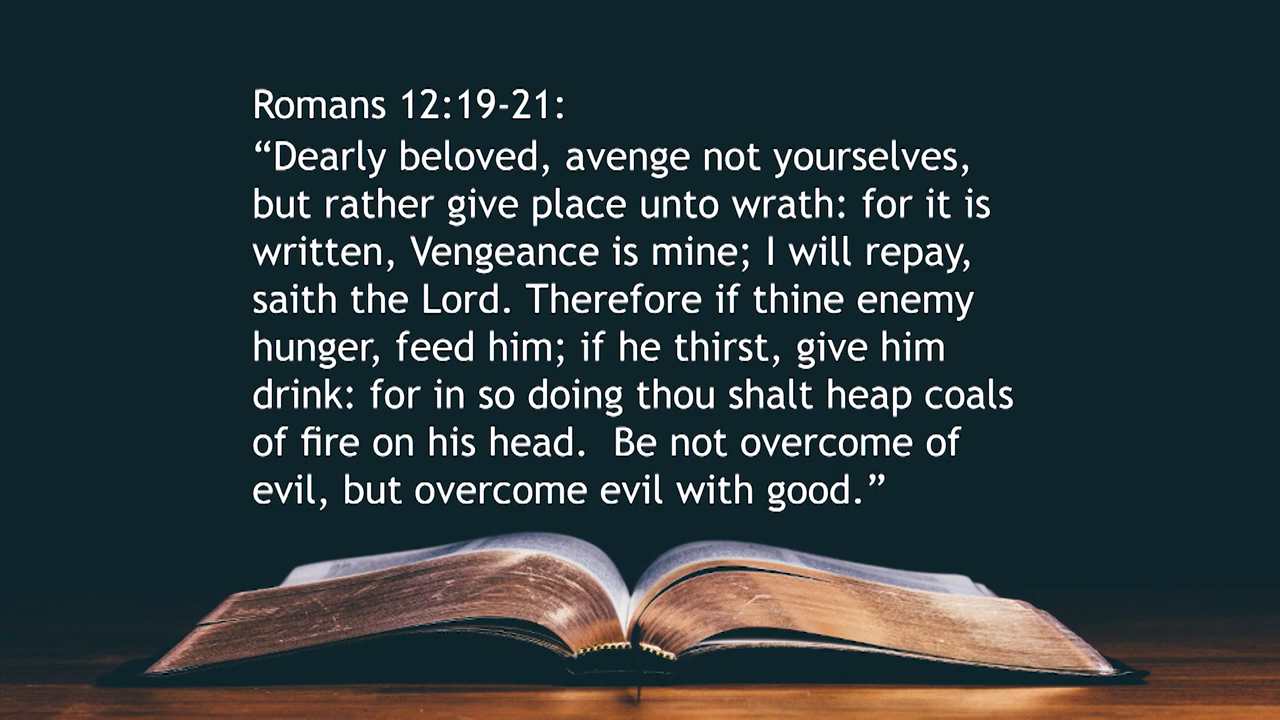 Romans 12:19-21:
“Dearly beloved, avenge not yourselves,
but rather give place unto wrath: for it is
written, Vengeance is mine; I will repay,
saith the Lord. Therefore if thine enemy
hunger, feed him; if he thirst, give him
drink: for in so doing thou shalt heap coals
of fire on his head.  Be not overcome of
evil, but overcome evil with good.”